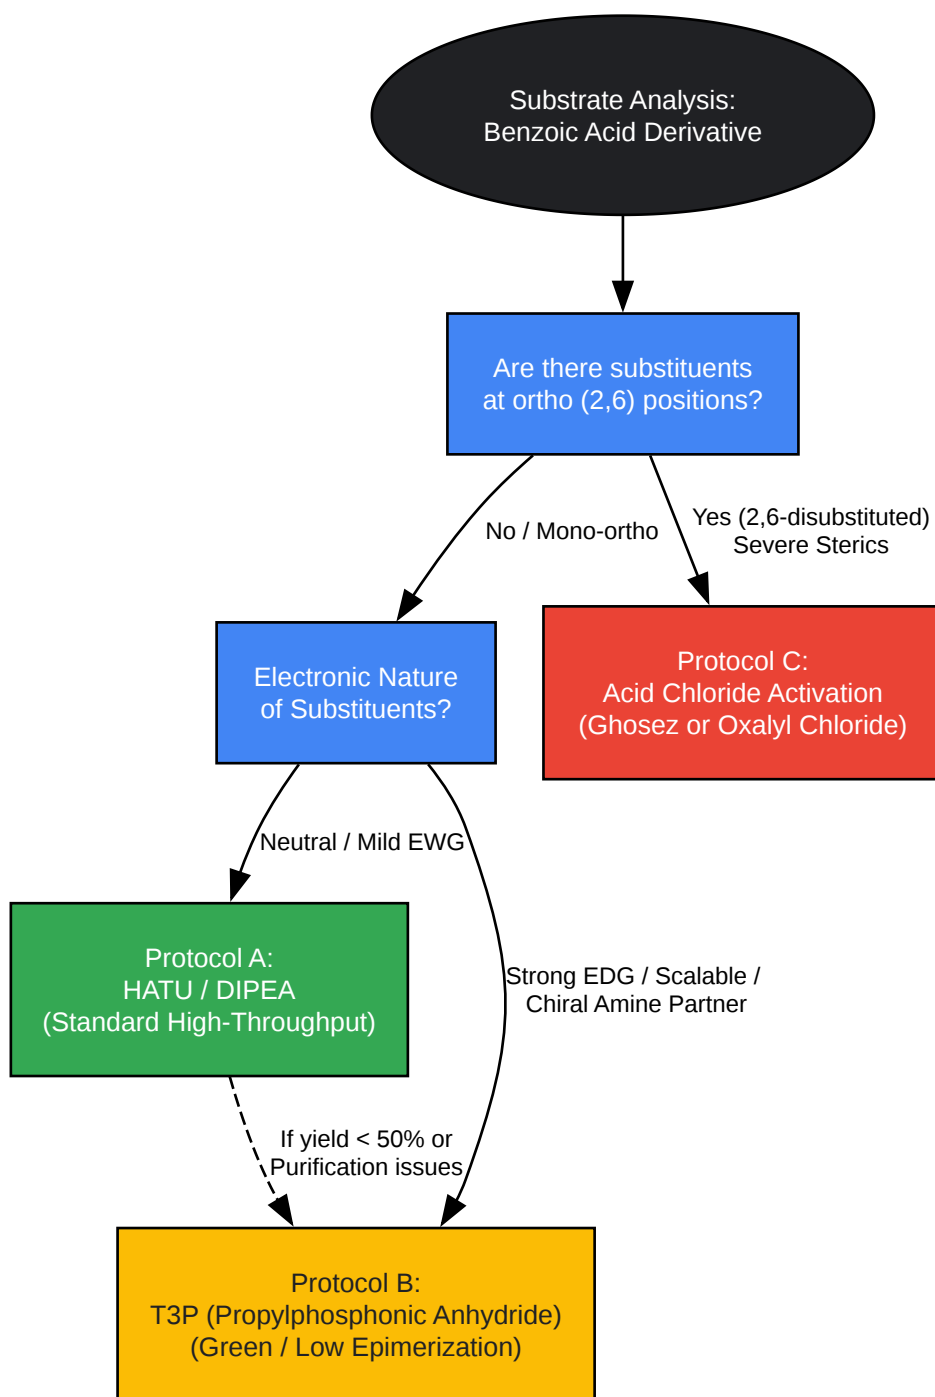 Substrate Analysis:
Benzoic Acid Derivative
Are there substituents
at ortho (2,6) positions?
No / Mono-ortho
Yes (2,6-disubstituted)
Severe Sterics
Electronic Nature
of Substituents?
Protocol C:
Acid Chloride Activation
(Ghosez or Oxalyl Chloride)
Neutral / Mild EWG
Protocol A:
HATU / DIPEA
(Standard High-Throughput)
Strong EDG / Scalable /
Chiral Amine Partner
If yield < 50% or
Purification issues
Protocol B:
T3P (Propylphosphonic Anhydride)
(Green / Low Epimerization)